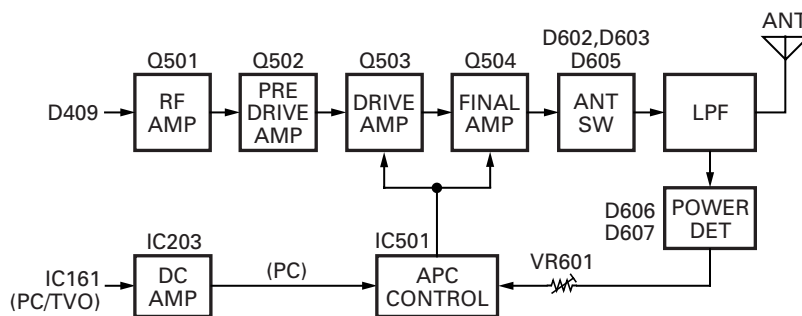 ANT
Q501
Q502
Q503
Q504
D602,D603
D605
D409
RF
AMP
PRE
DRIVE
AMP
DRIVE
AMP
FINAL
AMP
ANT
SW
LPF
D606
D607
POWER
DET
IC203
IC501
VR601
IC161
(PC/TVO)
DC
AMP
(PC)
APC
CONTROL